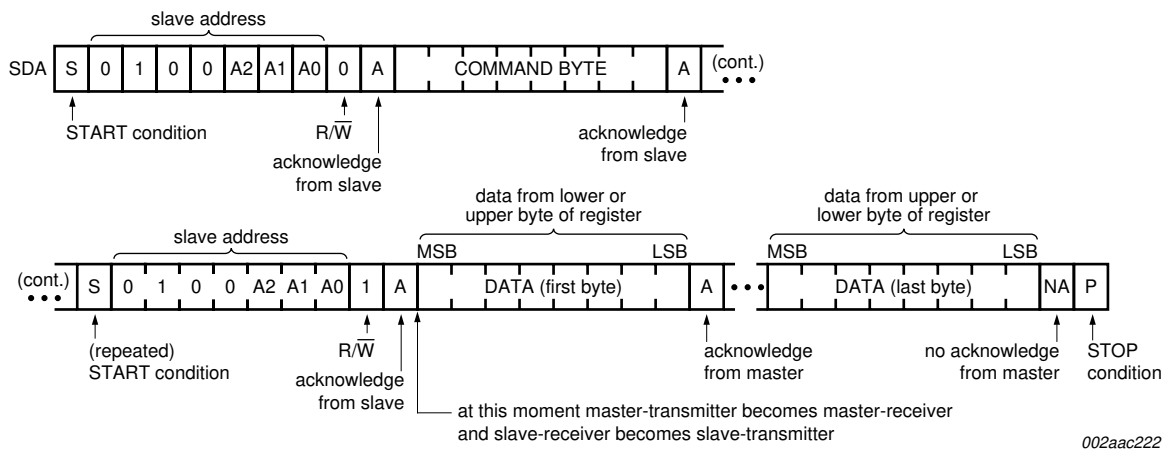 slave address
SDA S 0 1 0 0 A2 A1 A0 0 A COMMAND BYTE A (cont.)
START condition
R/W̅
acknowledge
from slave
acknowledge
from slave
data from lower or
upper byte of register
data from upper or
lower byte of register
slave address
MSB LSB MSB LSB
(cont.) S 0 1 0 0 A2 A1 A0 1 A DATA (first byte) A DATA (last byte) NA P
(repeated)
START condition
R/W̅
acknowledge
from slave
acknowledge
from master
no acknowledge
from master
STOP
condition
at this moment master-transmitter becomes master-receiver
and slave-receiver becomes slave-transmitter
002aac222